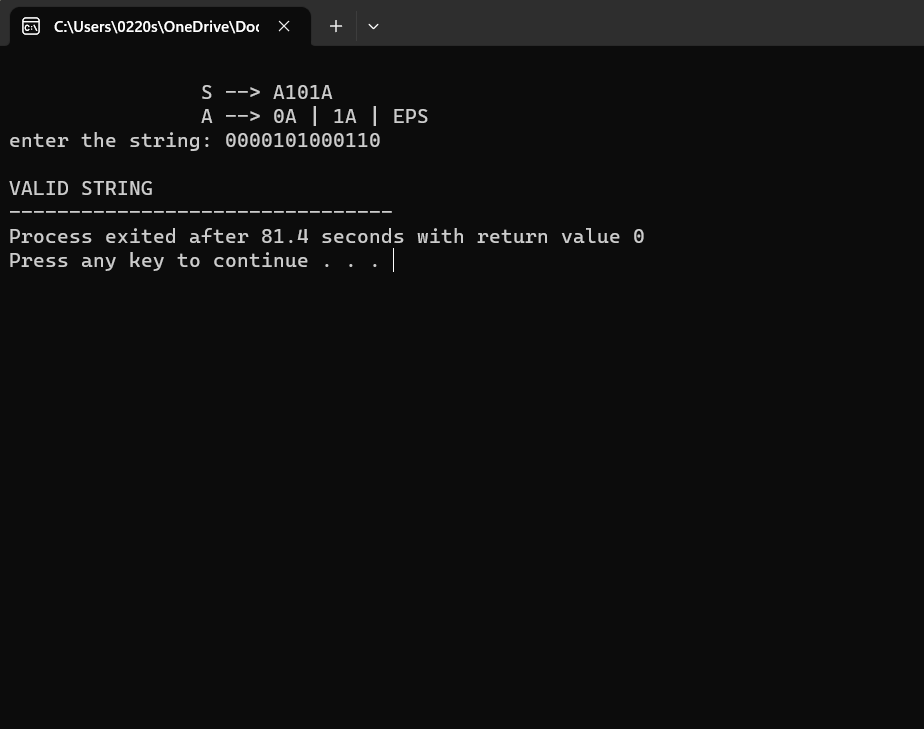 C:\Users\0220s\OneDrive\Doc
S --> A101A
A --> 0A | 1A | EPS
enter the string: 0000101000110
VALID STRING
--------------------------------
Process exited after 81.4 seconds with return value 0
Press any key to continue . . .